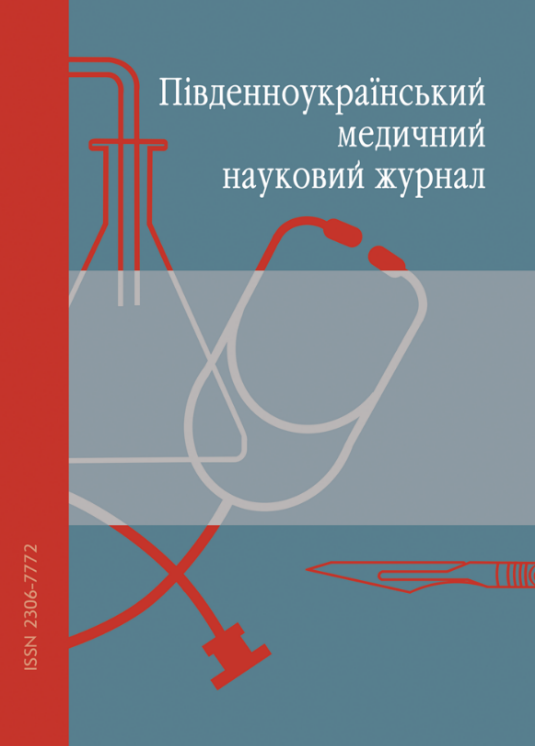 Південноукраїнський
медичний
науковий журнал
ISSN 2306-7772